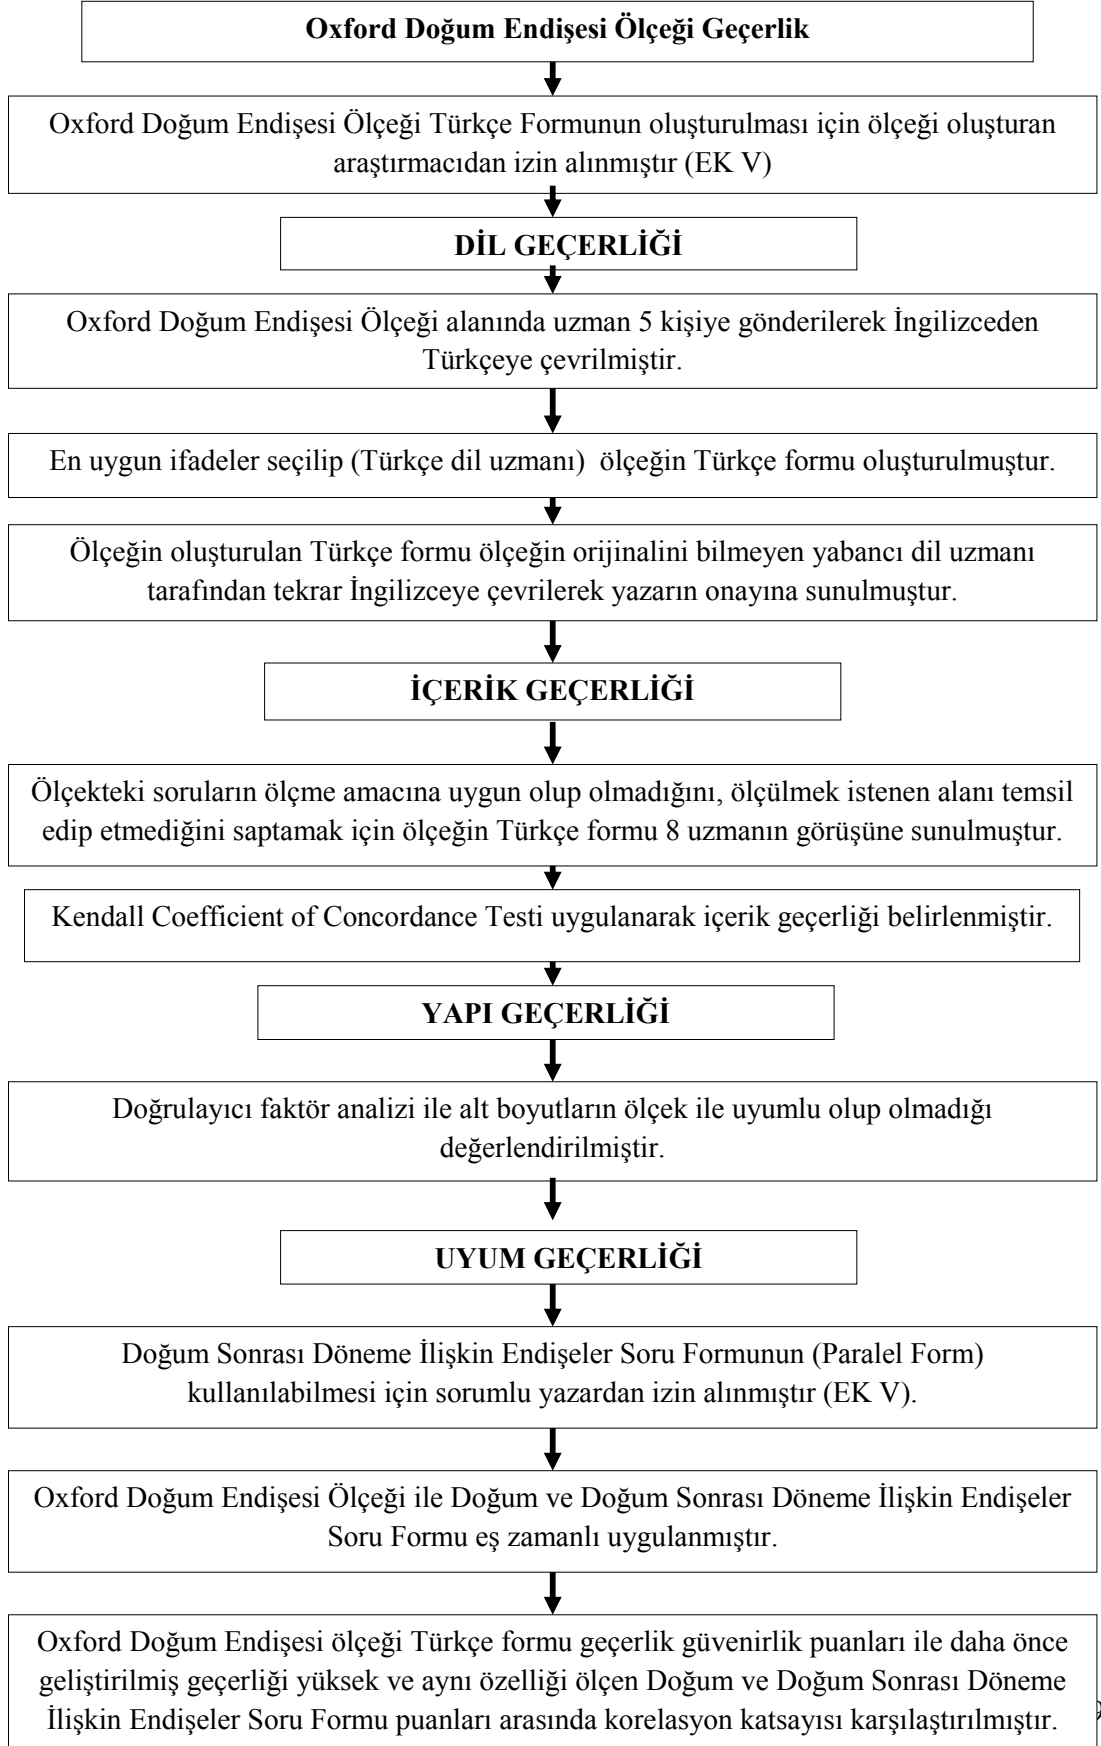 Oxford Doğum Endişesi Ölçeği Geçerlik
Oxford Doğum Endişesi Ölçeği Türkçe Formunun oluşturulması için ölçeği oluşturan
araştırmacıdan izin alınmıştır (EK V)
DİL GEÇERLİĞİ
Oxford Doğum Endişesi Ölçeği alanında uzman 5 kişiye gönderilerek İngilizceden
Türkçeye çevrilmiştir.
En uygun ifadeler seçilip (Türkçe dil uzmanı) ölçeğin Türkçe formu oluşturulmuştur.
Ölçeğin oluşturulan Türkçe formu ölçeğin orijinalini bilmeyen yabancı dil uzmanı
tarafından tekrar İngilizceye çevrilerek yazarın onayına sunulmuştur.
İÇERİK GEÇERLİĞİ
Ölçekteki soruların ölçme amacına uygun olup olmadığını, ölçülmek istenen alanı temsil
edip etmediğini saptamak için ölçeğin Türkçe formu 8 uzmanın görüşüne sunulmuştur.
Kendall Coefficient of Concordance Testi uygulanarak içerik geçerliği belirlenmiştir.
YAPI GEÇERLİĞİ
Doğrulayıcı faktör analizi ile alt boyutların ölçek ile uyumlu olup olmadığı
değerlendirilmiştir.
UYUM GEÇERLİĞİ
Doğum Sonrası Döneme İlişkin Endişeler Soru Formunun (Paralel Form)
kullanılabilmesi için sorumlu yazardan izin alınmıştır (EK V).
Oxford Doğum Endişesi Ölçeği ile Doğum ve Doğum Sonrası Döneme İlişkin Endişeler
Soru Formu eş zamanlı uygulanmıştır.
Oxford Doğum Endişesi ölçeği Türkçe formu geçerlik güvenirlik puanları ile daha önce
geliştirilmiş geçerliği yüksek ve aynı özelliği ölçen Doğum ve Doğum Sonrası Döneme
İlişkin Endişeler Soru Formu puanları arasında korelasyon katsayısı karşılaştırılmıştır.